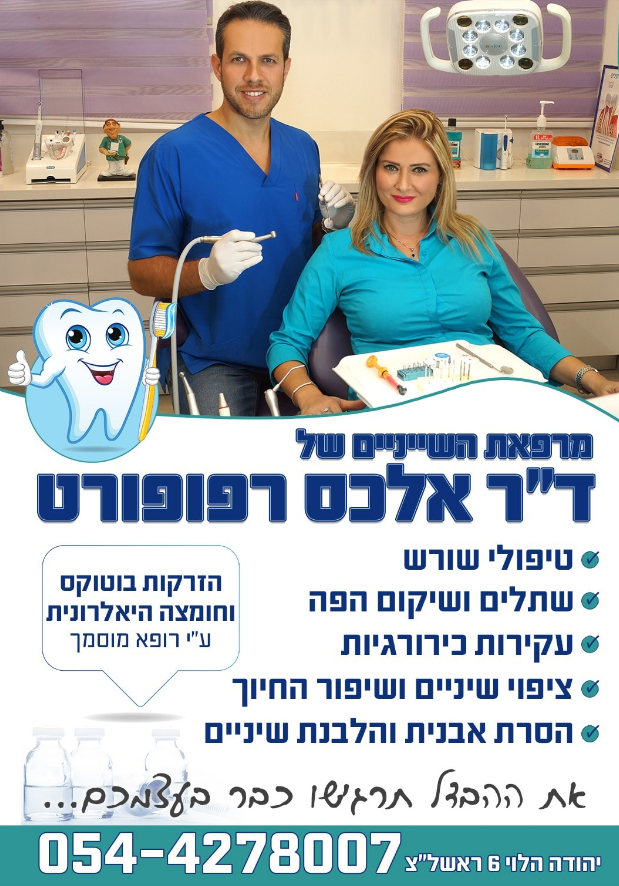 מרפאת השייניים של
ד"ר אלכס רפופורט
טיפולי שורש
שתלים ושיקום הפה
עקירות כירורגיות
ציפוי שיניים ושיפור החיוך
הסרת אבנית והלבנת שיניים
הזרקות בוטוקס
וחומצה היאלרונית
ע"י רופא מוסמך
את ההבדל תרגישו כבר בעצמכם...
054-4278007
יהודה הלוי 6 ראשל"צ